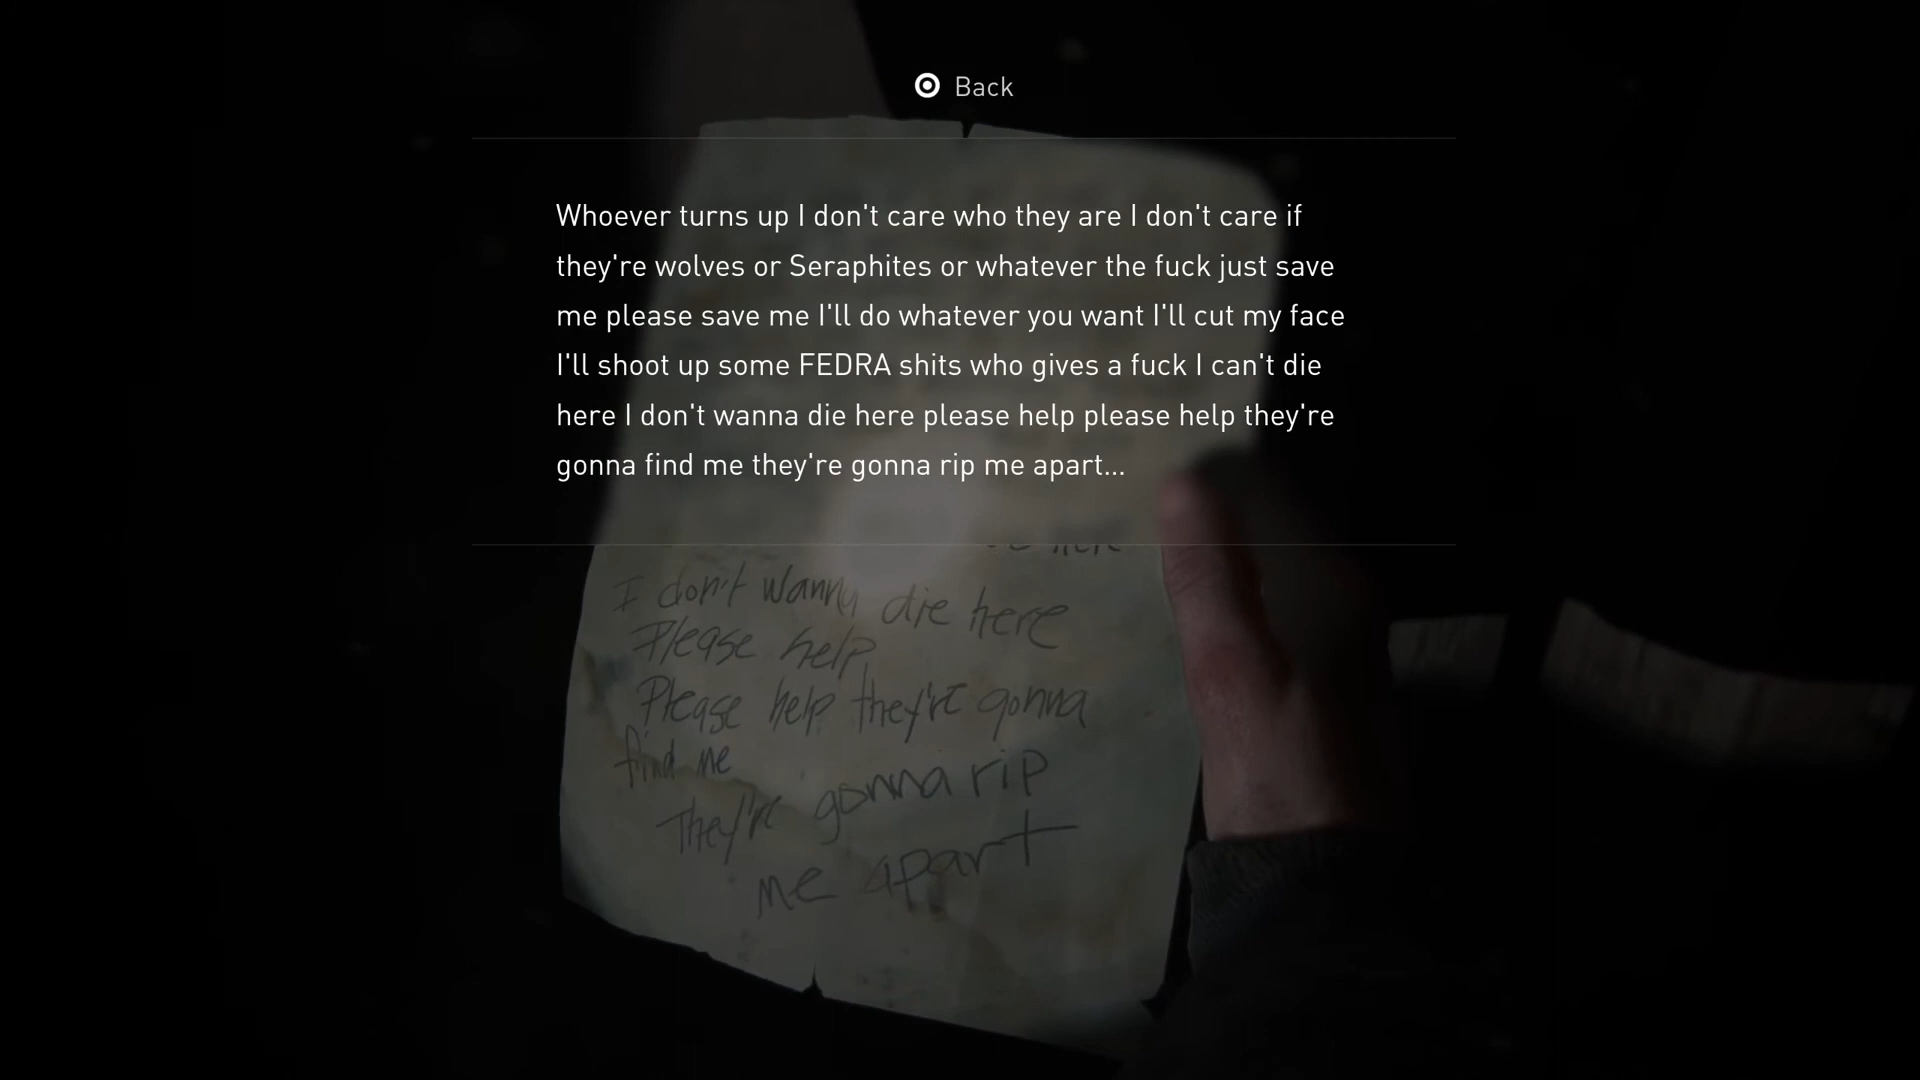 Back
Whoever turns up I don't care who they are I don't care if
they're wolves or Seraphites or whatever the fuck just save
me please save me I'll do whatever you want I'll cut my face
I'll shoot up some FEDRA shits who gives a fuck I can't die
here I don't wanna die here please help please help they're
gonna find me they're gonna rip me apart...
here
I don't wanna die here
Please help
Please help they're gonna
find me
They're gonna rip
me apart